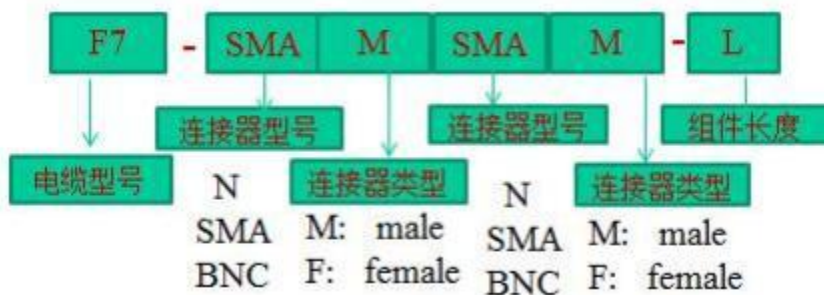 F7 - SMA M SMA M - L
连接器型号 连接器型号 组件长度
电缆型号 N 连接器类型 N 连接器类型
SMA M: male SMA M: male
BNC F: female BNC F: female